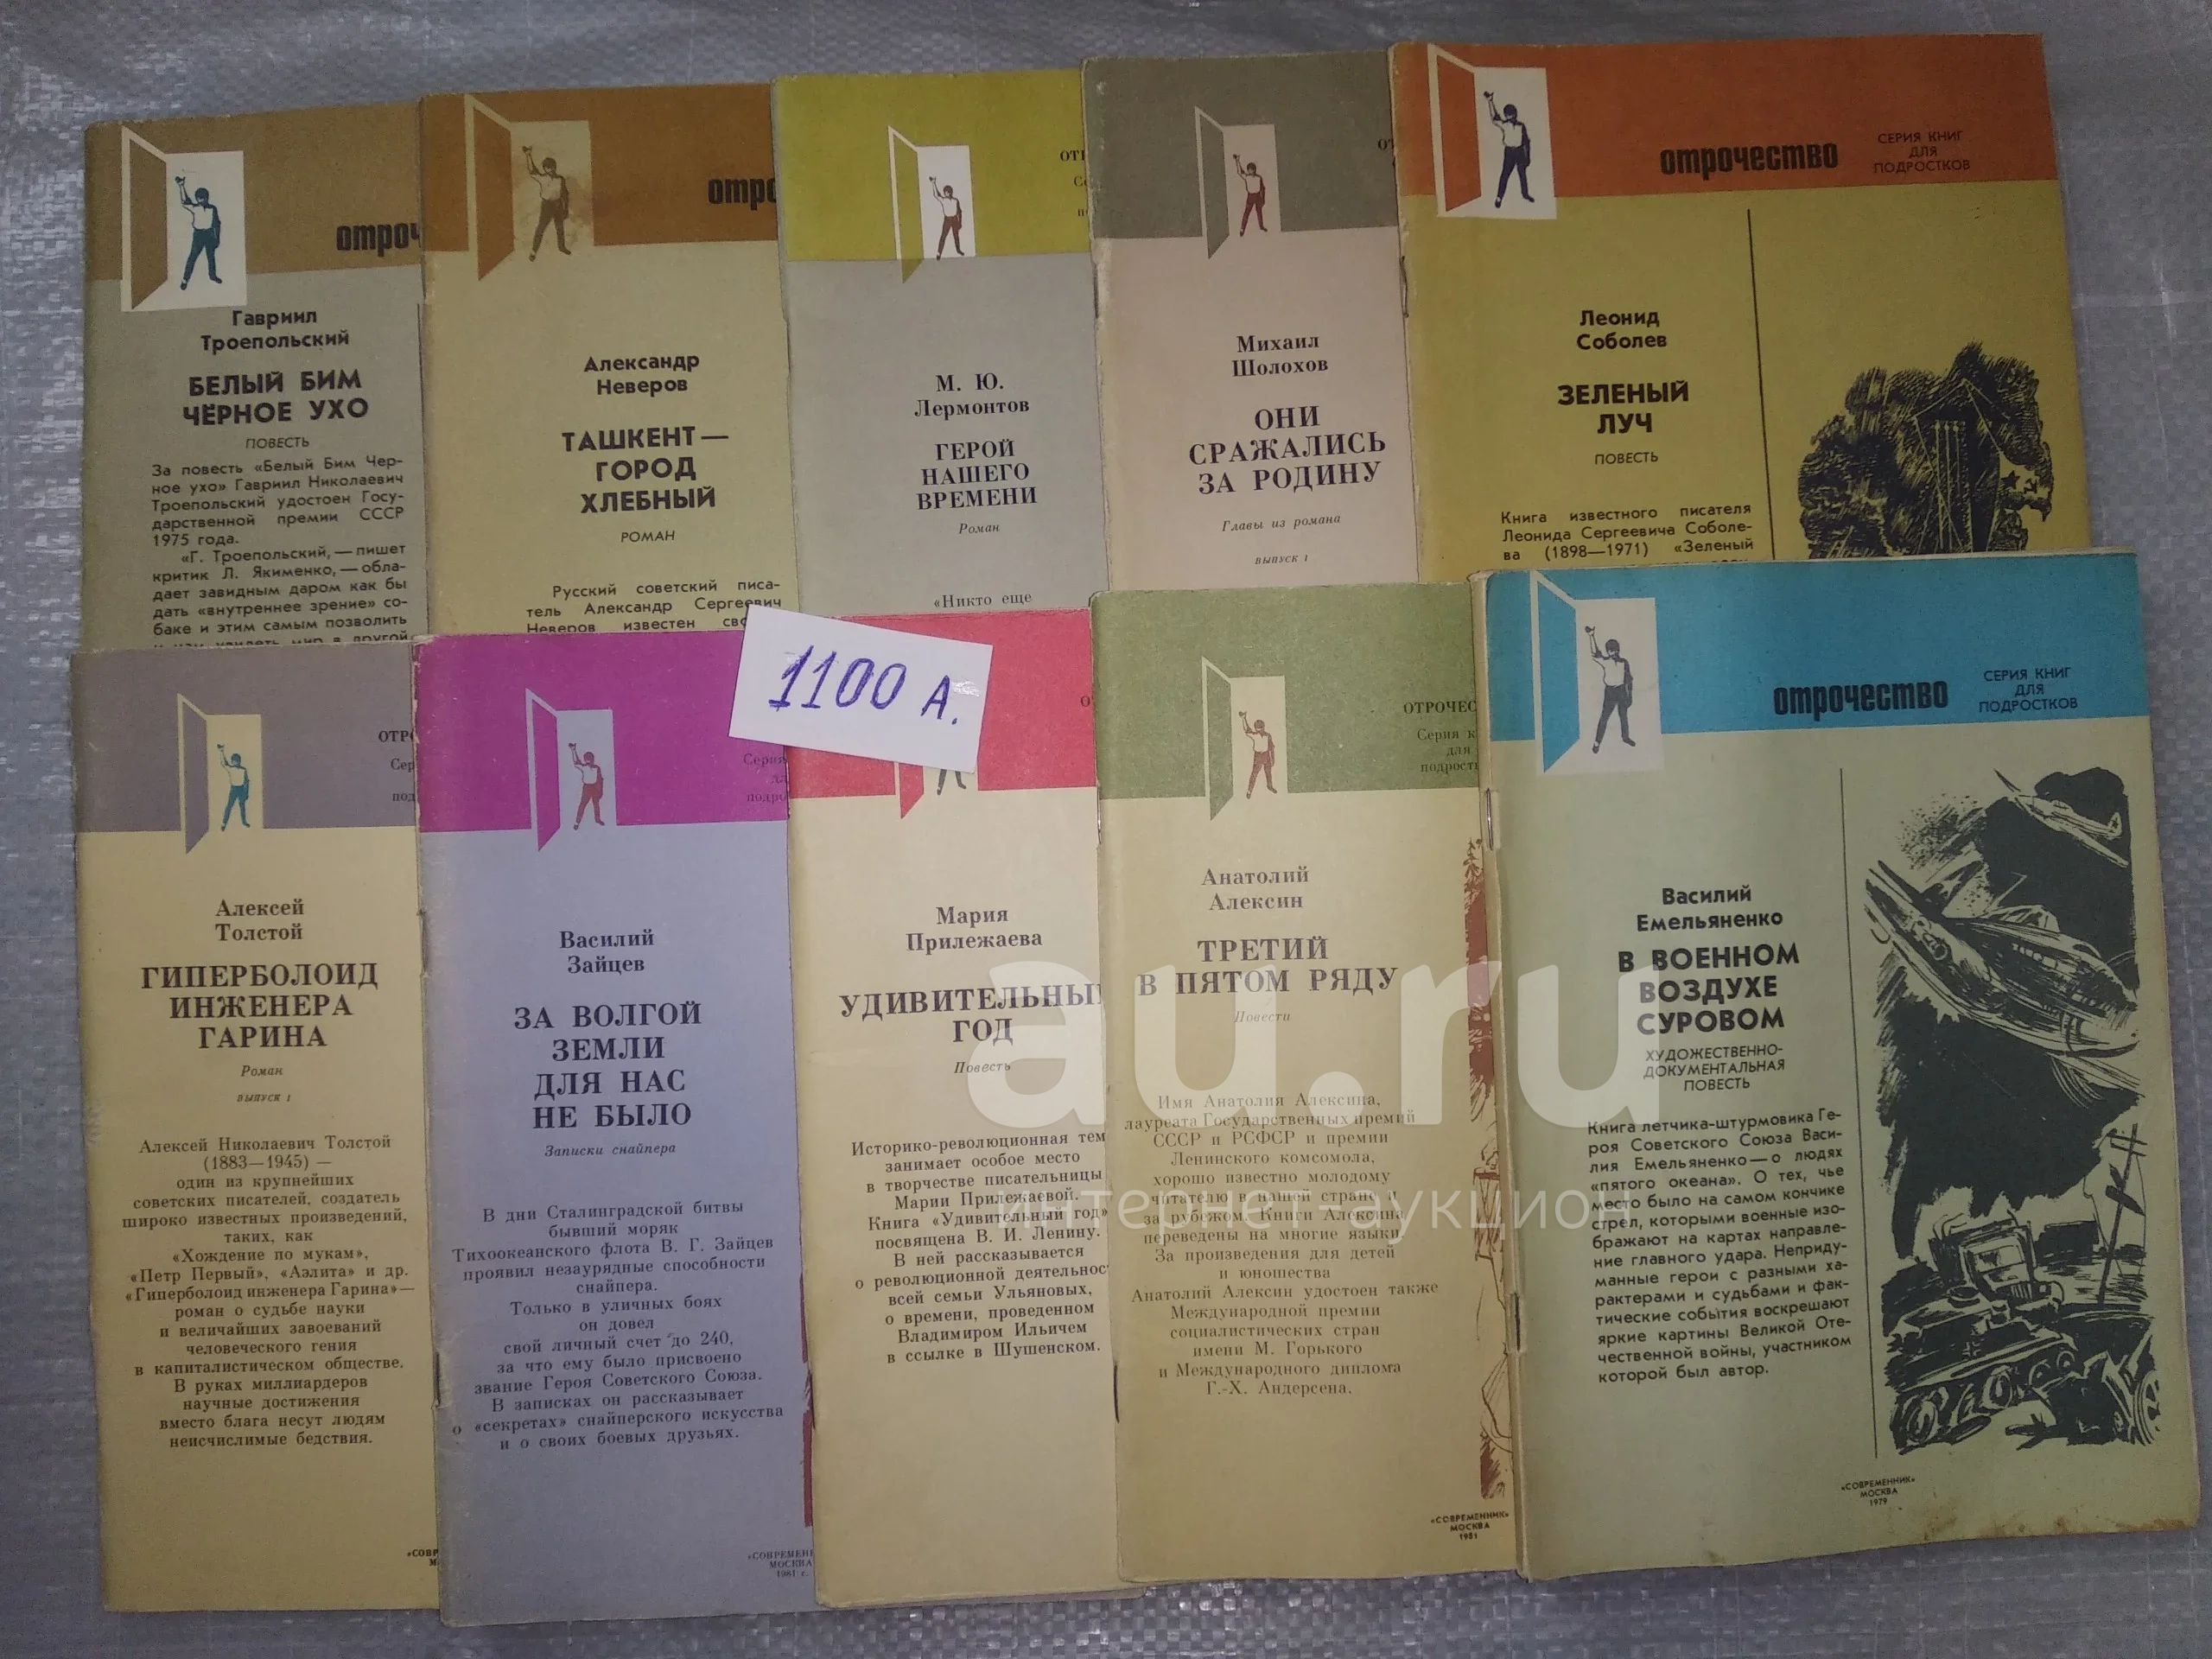 отроч
Гавриил
Троепольский
БЕЛЫЙ БИМ
ЧЕРНОЕ УХО
ПОВЕСТЬ
За повесть «Белый Бим Чер-
ное ухо» Гавриил Николаевич
Троепольский удостоен Госу-
дарственной премии СССР
1975 года.
«Г. Троепольский,— пишет
критик Л. Якименко,— обла-
дает завидным даром как бы
дать «внутреннее зрение» со-
баке и этим самым позволить
отро
Александр
Неверов
ТАШКЕНТ—
ГОРОД
ХЛЕБНЫЙ
РОМАН
Русский советский писа-
тель Александр Сергеевич
Неверов известен
М. Ю.
Лермонтов
ГЕРОЙ
НАШЕГО
ВРЕМЕНИ
Роман
«Никто еще
Михаил
Шолохов
ОНИ
СРАЖАЛИСЬ
ЗА РОДИНУ
Главы из романа
ВЫПУСК 1
отрочество
СЕРИЯ КНИГ
ДЛЯ
ПОДРОСТКОВ
Леонид
Соболев
ЗЕЛЕНЫЙ
ЛУЧ
ПОВЕСТЬ
Книга известного писателя
Леонида Сергеевича Соболе-
ва (1898—1971) «Зеленый
1100 А.
ОТР
Сер
под
Алексей
Толстой
ГИПЕРБОЛОИД
ИНЖЕНЕРА
ГАРИНА
Роман
ВЫПУСК 1
Алексей Николаевич Толстой
(1883—1945) —
один из крупнейших
советских писателей, создатель
широко известных произведений,
таких, как
«Хождение по мукам»,
«Петр Первый», «Аэлита» и др.
«Гиперболоид инженера Гарина»—
роман о судьбе науки
и величайших завоеваний
человеческого гения
в капиталистическом обществе.
В руках миллиардеров
научные достижения
вместо блага несут людям
неисчислимые бедствия.
Серия
подро
Василий
Зайцев
ЗА ВОЛГОЙ
ЗЕМЛИ
ДЛЯ НАС
НЕ БЫЛО
Записки снайпера
В дни Сталинградской битвы
бывший моряк
Тихоокеанского флота В. Г. Зайцев
проявил незаурядные способности
снайпера.
Только в уличных боях
он довел
свой личный счет до 240,
за что ему было присвоено
звание Героя Советского Союза.
В записках он рассказывает
о «секретах» снайперского искусства
и о своих боевых друзьях.
«СОВРЕМЕН
МОСКВА
1981 г.
Мария
Прилежаева
УДИВИТЕЛЬНЫ
ГОД
Повесть
Историко-революционная тем
занимает особое место
в творчестве писательницы
Марии Прилежаевой.
Книга «Удивительный год»
посвящена В. И. Ленину.
В ней рассказывается
о революционной деятельнос
всей семьи Ульяновых,
о времени, проведенном
Владимиром Ильичем
в ссылке в Шушенском.
ОТРОЧЕС
Серия к
для
подрост
Анатолий
Алексин
ТРЕТИЙ
В ПЯТОМ РЯДУ
Повести
Имя Анатолия Алексина,
лауреата Государственных премий
СССР и РСФСР и премии
Ленинского комсомола,
хорошо известно молодому
читателю в нашей стране и
за рубежом. Книги Алексина
переведены на многие языки.
За произведения для детей
и юношества
Анатолий Алексин удостоен также
Международной премии
социалистических стран
имени М. Горького
и Международного диплома
Г.-Х. Андерсена.
«СОВРЕМЕННИК»
МОСКВА
1981
отрочество
СЕРИЯ КНИГ
ДЛЯ
ПОДРОСТКОВ
Василий
Емельяненко
В ВОЕННОМ
ВОЗДУХЕ
СУРОВОМ
ХУДОЖЕСТВЕННО-
ДОКУМЕНТАЛЬНАЯ
ПОВЕСТЬ
Книга летчика-штурмовика Ге-
роя Советского Союза Васи-
лия Емельяненко—о людях
«пятого океана». О тех, чье
место было на самом кончике
стрел, которыми военные изо-
бражают на картах направле-
ние главного удара. Неприду-
манные герои с разными ха-
рактерами и судьбами и фак-
тические события воскрешают
яркие картины Великой Оте-
чественной войны, участником
которой был автор.
«СОВРЕМЕННИК»
МОСКВА
1979
au.ru
интернет-аукцион